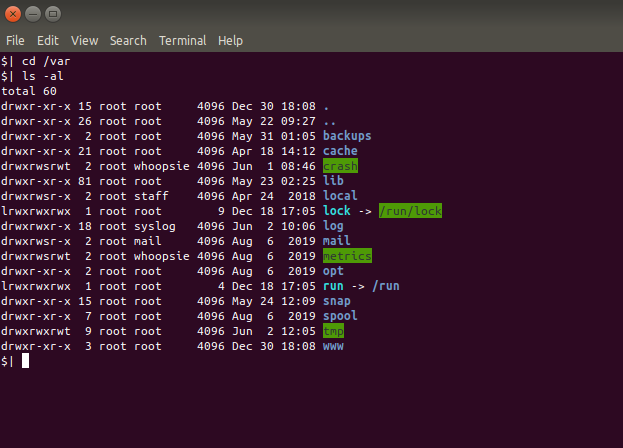 File Edit View Search Terminal Help
$| cd /var
$| ls -al
total 60
drwxr-xr-x 15 root root     4096 Dec 30 18:08 .
drwxr-xr-x 26 root root     4096 May 22 09:27 ..
drwxr-xr-x  2 root root     4096 May 31 01:05 backups
drwxr-xr-x 21 root root     4096 Apr 18 14:12 cache
drwxrwsrwt  2 root whoopsie 4096 Jun  1 08:46 crash
drwxr-xr-x 81 root root     4096 May 23 02:25 lib
drwxrwsr-x  2 root staff    4096 Apr 24  2018 local
lrwxrwxrwx  1 root root        9 Dec 18 17:05 lock -> /run/lock
drwxrwxr-x 18 root syslog   4096 Jun  2 10:06 log
drwxrwsr-x  2 root mail     4096 Aug  6  2019 mail
drwxrwsrwt  2 root whoopsie 4096 Aug  6  2019 metrics
drwxr-xr-x  2 root root     4096 Aug  6  2019 opt
lrwxrwxrwx  1 root root        4 Dec 18 17:05 run -> /run
drwxr-xr-x 15 root root     4096 May 24 12:09 snap
drwxr-xr-x  7 root root     4096 Aug  6  2019 spool
drwxrwxrwt  9 root root     4096 Jun  2 12:05 tmp
drwxr-xr-x  3 root root     4096 Dec 30 18:08 www
$|